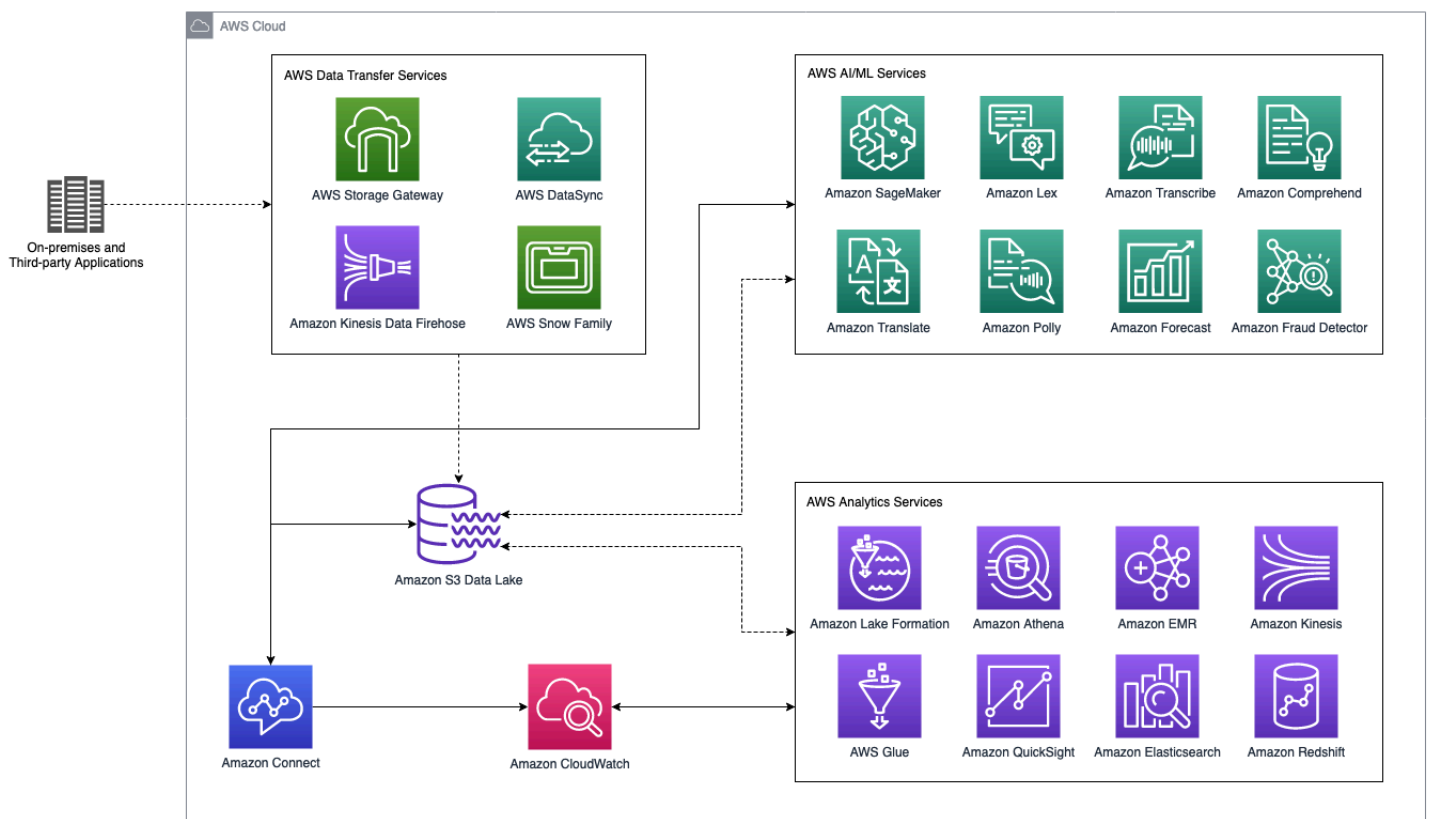 AWS Cloud
AWS Data Transfer Services
AWS Storage Gateway
AWS DataSync
Amazon Kinesis Data Firehose
AWS Snow Family
On-premises and
Third-party Applications
AWS AI/ML Services
Amazon SageMaker
Amazon Lex
Amazon Transcribe
Amazon Comprehend
A
文
Amazon Translate
Amazon Polly
Amazon Forecast
Amazon Fraud Detector
Amazon S3 Data Lake
AWS Analytics Services
Amazon Lake Formation
Amazon Athena
Amazon EMR
Amazon Kinesis
AWS Glue
Amazon QuickSight
Amazon Elasticsearch
Amazon Redshift
Amazon Connect
Amazon CloudWatch